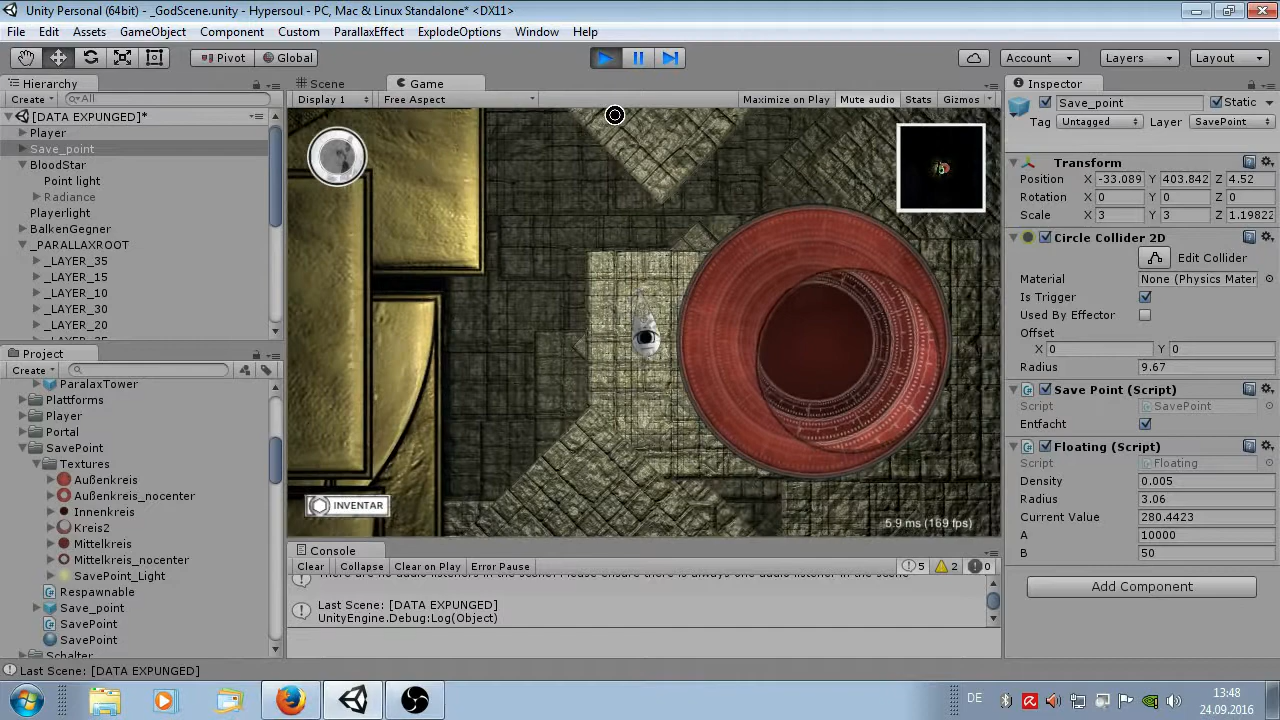 Unity Personal (64bit) - _GodScene.unity - Hypersoul - PC, Mac & Linux Standalone* <DX11>
File Edit Assets GameObject Component Custom ParallaxEffect ExplodeOptions Window Help
Pivot Global Account Layers Layout
Hierarchy
Create All
[DATA EXPUNGED]*
Player
Save_point
BloodStar
Point light
Radiance
Playerlight
BalkenGegner
_PARALLAXROOT
_LAYER_35
_LAYER_15
_LAYER_10
_LAYER_30
_LAYER_20
Project
Create
ParalaxTower
Plattforms
Player
Portal
SavePoint
Textures
Außenkreis
Außenkreis_nocenter
Innenkreis
Kreis2
Mittelkreis
Mittelkreis_nocenter
SavePoint_Light
Respawnable
Save_point
SavePoint
SavePoint
Schalter
Scene Game
Display 1 Free Aspect Maximize on Play Mute audio Stats Gizmos
INVENTAR
5.9 ms (169 fps)
Console
Clear Collapse Clear on Play Error Pause 5 2 0
There are no audio listeners in the scene. Please ensure there is always one audio listener in the scene
Last Scene: [DATA EXPUNGED]
UnityEngine.Debug:Log(Object)
Inspector
Save_point Static
Tag Untagged Layer SavePoint
Transform
Position X -33.089 Y 403.842 Z 4.52
Rotation X 0 Y 0 Z 0
Scale X 3 Y 3 Z 1.19822
Circle Collider 2D
Edit Collider
Material None (Physics Mater
Is Trigger
Used By Effector
Offset
X 0 Y 0
Radius 9.67
Save Point (Script)
Script SavePoint
Entfacht
Floating (Script)
Script Floating
Density 0.005
Radius 3.06
Current Value 280.4423
A 10000
B 50
Add Component
Last Scene: [DATA EXPUNGED]
DE 13:48
24.09.2016